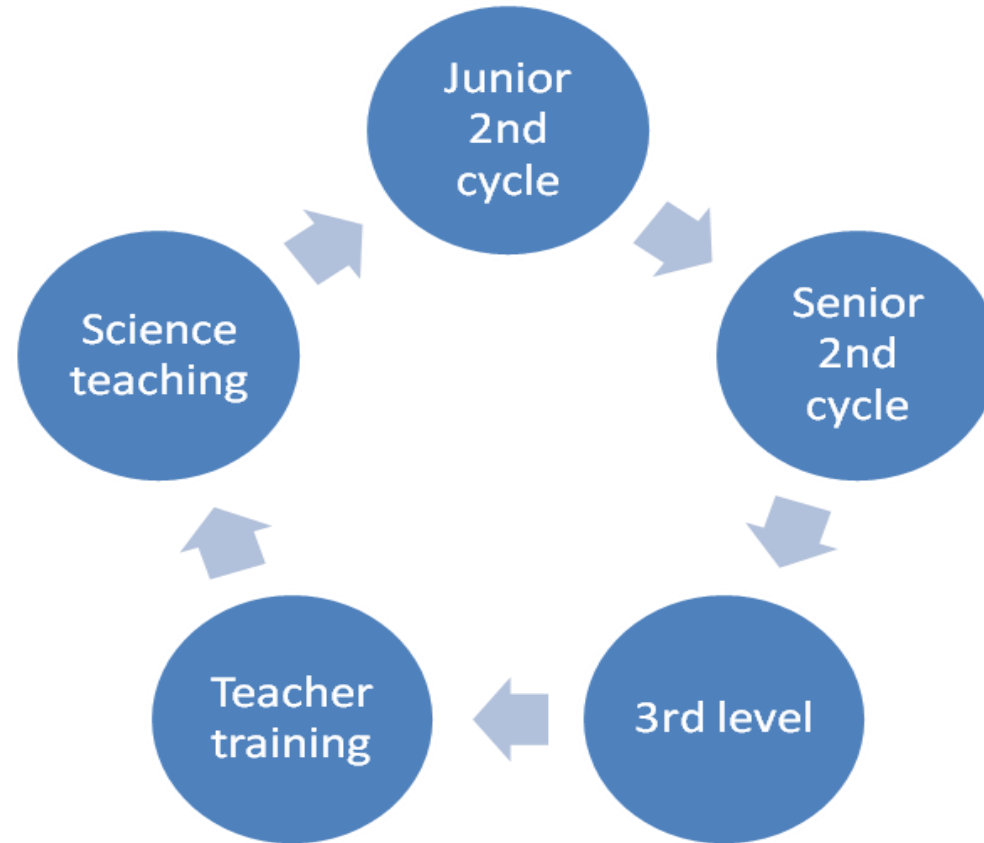 Junior
2nd
cycle
Senior
2nd
cycle
3rd level
Teacher
training
Science
teaching